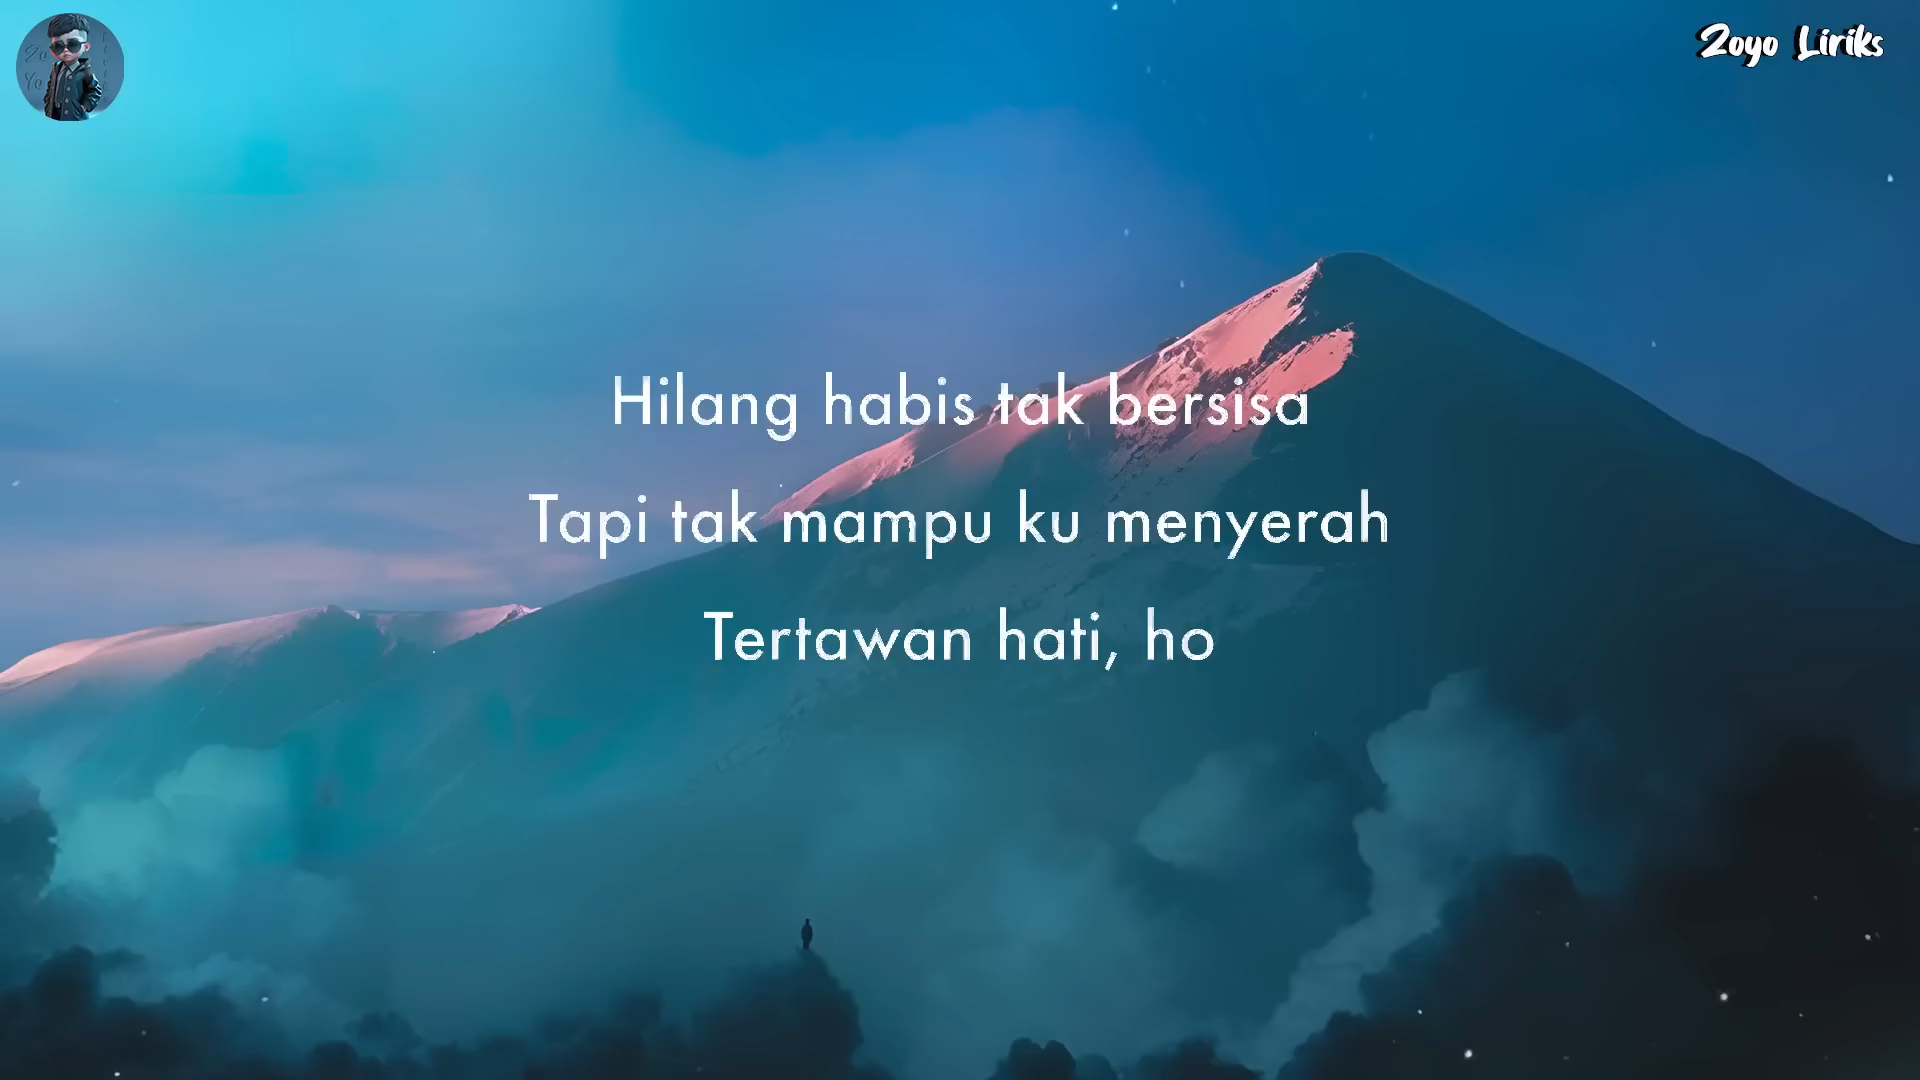 Zoyo Liriks
Hilang habis tak bersisa
Tapi tak mampu ku menyerah
Tertawan hati, ho